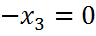 −x₃ = 0